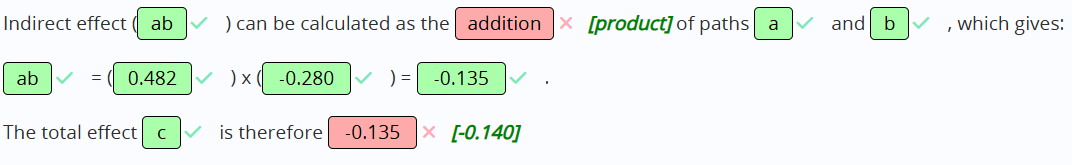 Indirect effect ( ab ✓ ) can be calculated as the addition ✕ [product] of paths a ✓ and b ✓ , which gives:
ab ✓ = ( 0.482 ✓ ) x ( -0.280 ✓ ) = -0.135 ✓ .
The total effect c ✓ is therefore -0.135 ✕ [-0.140]